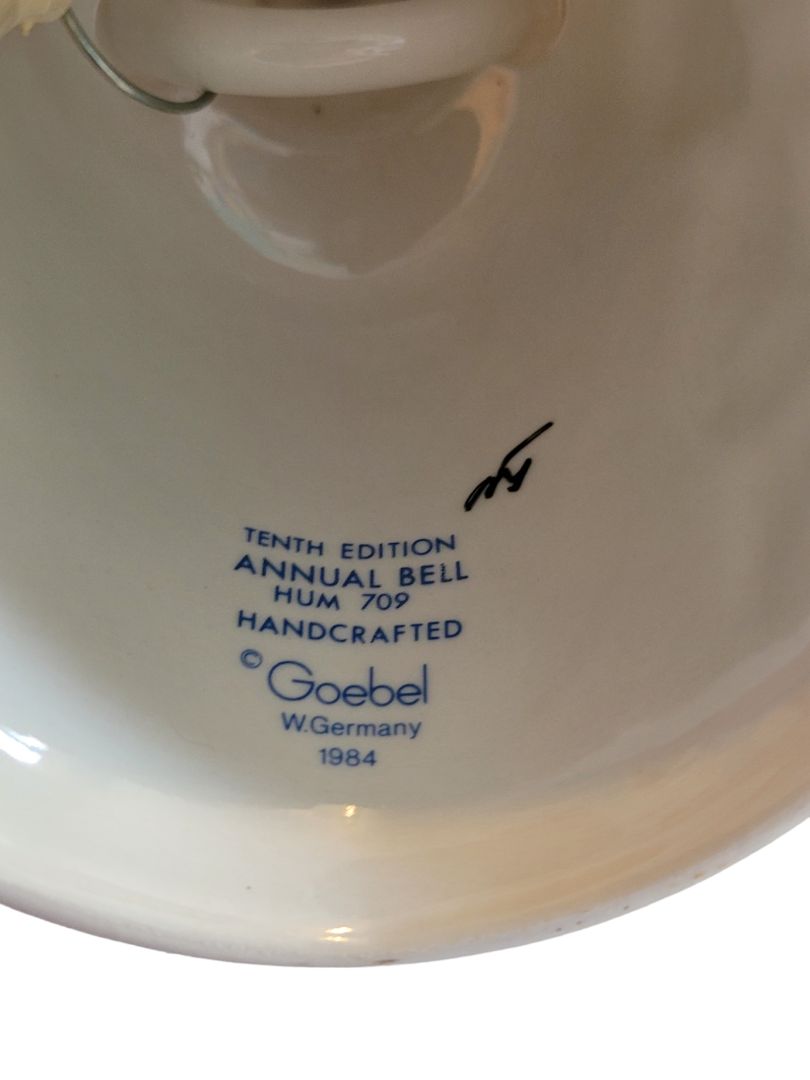 TENTH EDITION
ANNUAL BELL
HUM 709
HANDCRAFTED
© Goebel
W.Germany
1984